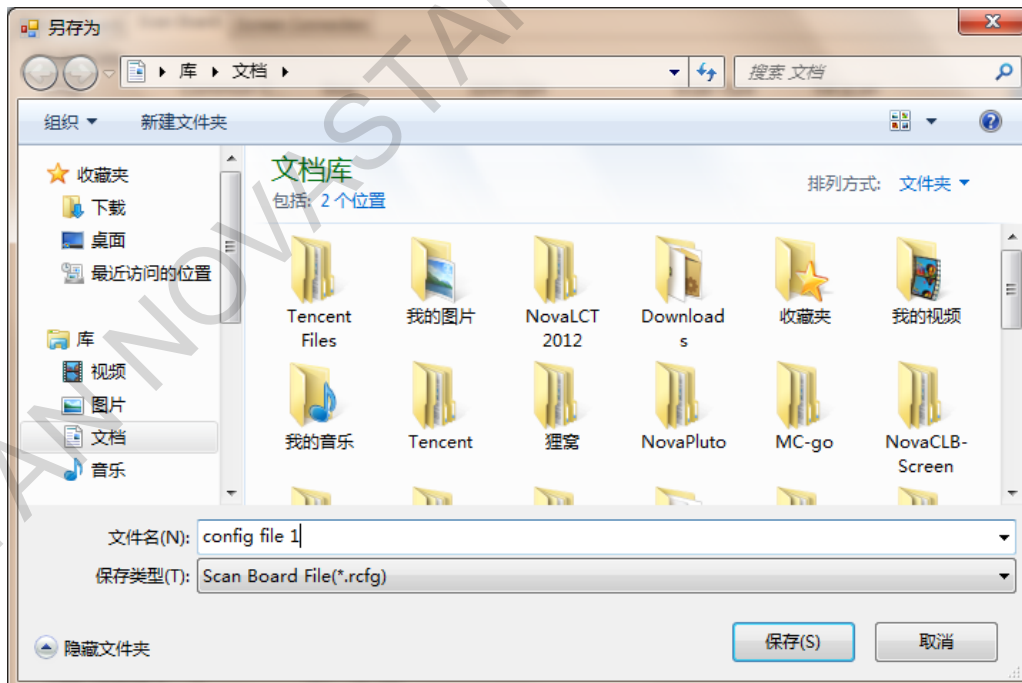 另存为
库 文档
搜索 文档
组织 新建文件夹
收藏夹
下载
桌面
最近访问的位置
库
视频
图片
文档
音乐
文档库
包括: 2 个位置
排列方式: 文件夹
Tencent Files
我的图片
NovaLCT 2012
Downloads
收藏夹
我的视频
我的音乐
Tencent
狸窝
NovaPluto
MC-go
NovaCLB-Screen
文件名(N): config file 1
保存类型(T): Scan Board File(*.rcfg)
隐藏文件夹
保存(S)
取消
AN NOVASTA